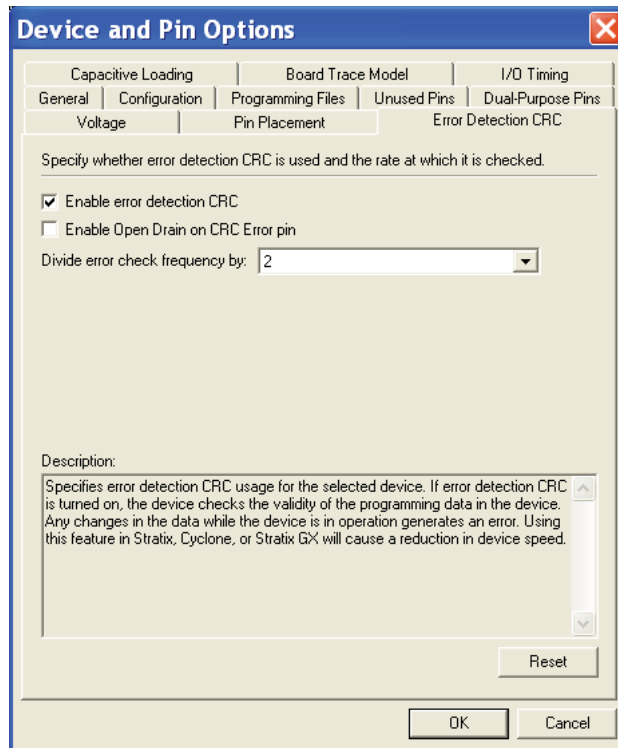 Device and Pin Options
Capacitive Loading Board Trace Model I/O Timing
General Configuration Programming Files Unused Pins Dual-Purpose Pins
Voltage Pin Placement Error Detection CRC
Specify whether error detection CRC is used and the rate at which it is checked.
Enable error detection CRC
Enable Open Drain on CRC Error pin
Divide error check frequency by: 2
Description:
Specifies error detection CRC usage for the selected device. If error detection CRC
is turned on, the device checks the validity of the programming data in the device.
Any changes in the data while the device is in operation generates an error. Using
this feature in Stratix, Cyclone, or Stratix GX will cause a reduction in device speed.
Reset
OK Cancel